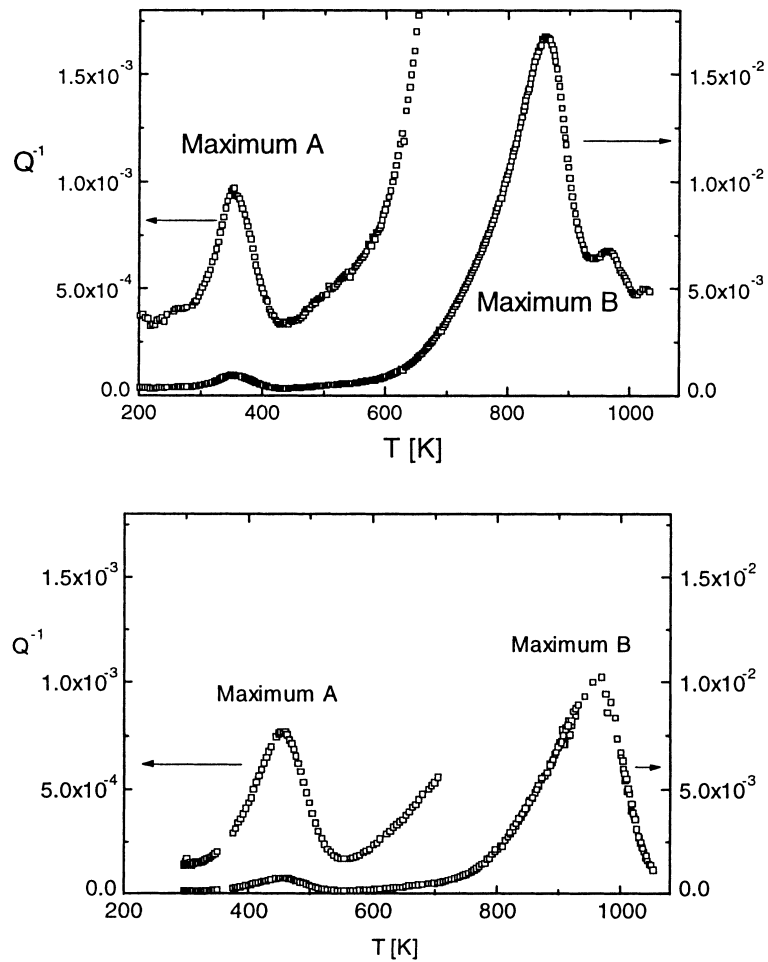 1.5x10⁻³ 1.5x10⁻²
Maximum A
Q⁻¹
1.0x10⁻³ 1.0x10⁻²
5.0x10⁻⁴ Maximum B 5.0x10⁻³
0.0 0.0
200 400 600 800 1000
T [K]
1.5x10⁻³ 1.5x10⁻²
Q⁻¹ Maximum B
1.0x10⁻³ Maximum A 1.0x10⁻²
5.0x10⁻⁴ 5.0x10⁻³
0.0 0.0
200 400 600 800 1000
T [K]